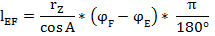 l_EF = r_Z / cos A * (φ_F − φ_E) * π / 180°